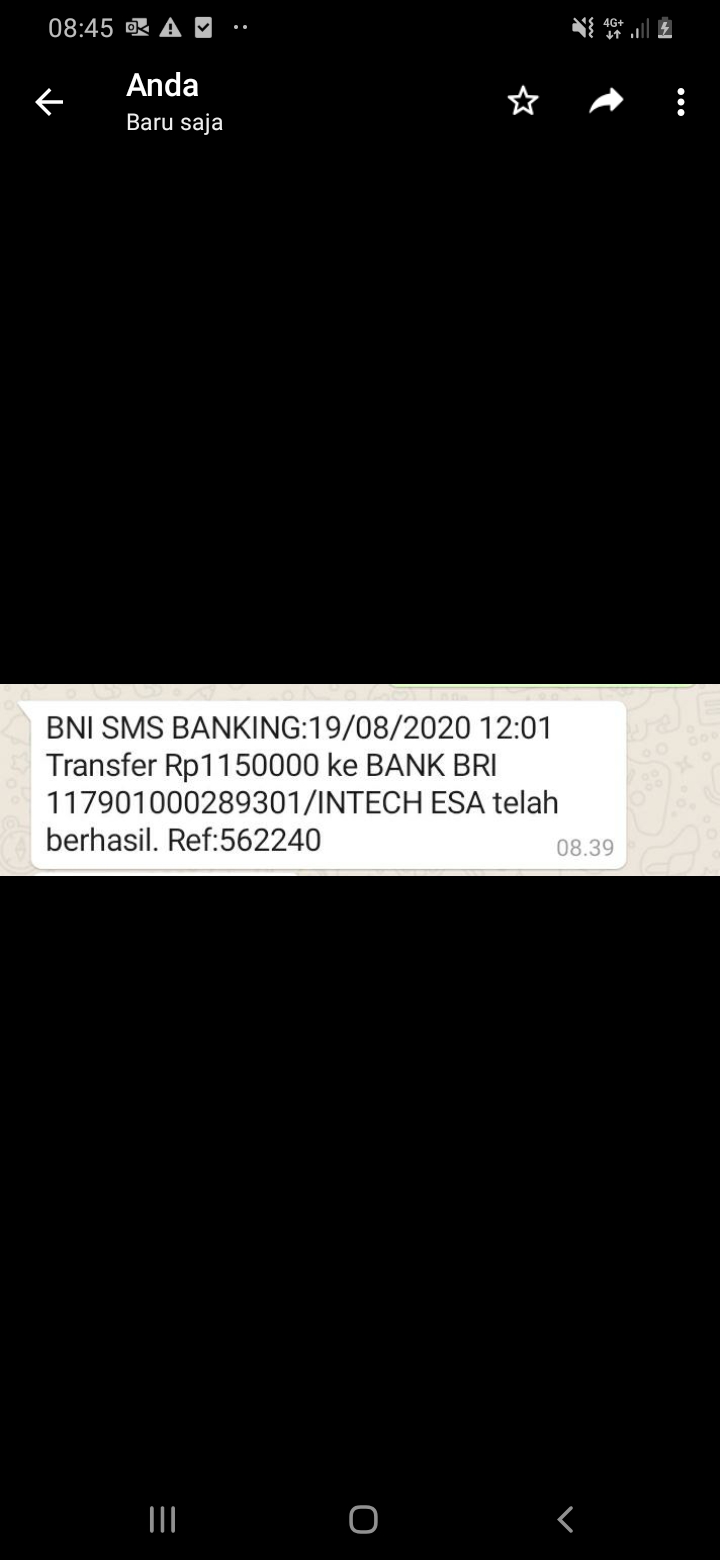 08:45
4G+
Anda
Baru saja
BNI SMS BANKING:19/08/2020 12:01
Transfer Rp1150000 ke BANK BRI
117901000289301/INTECH ESA telah
berhasil. Ref:562240
08.39